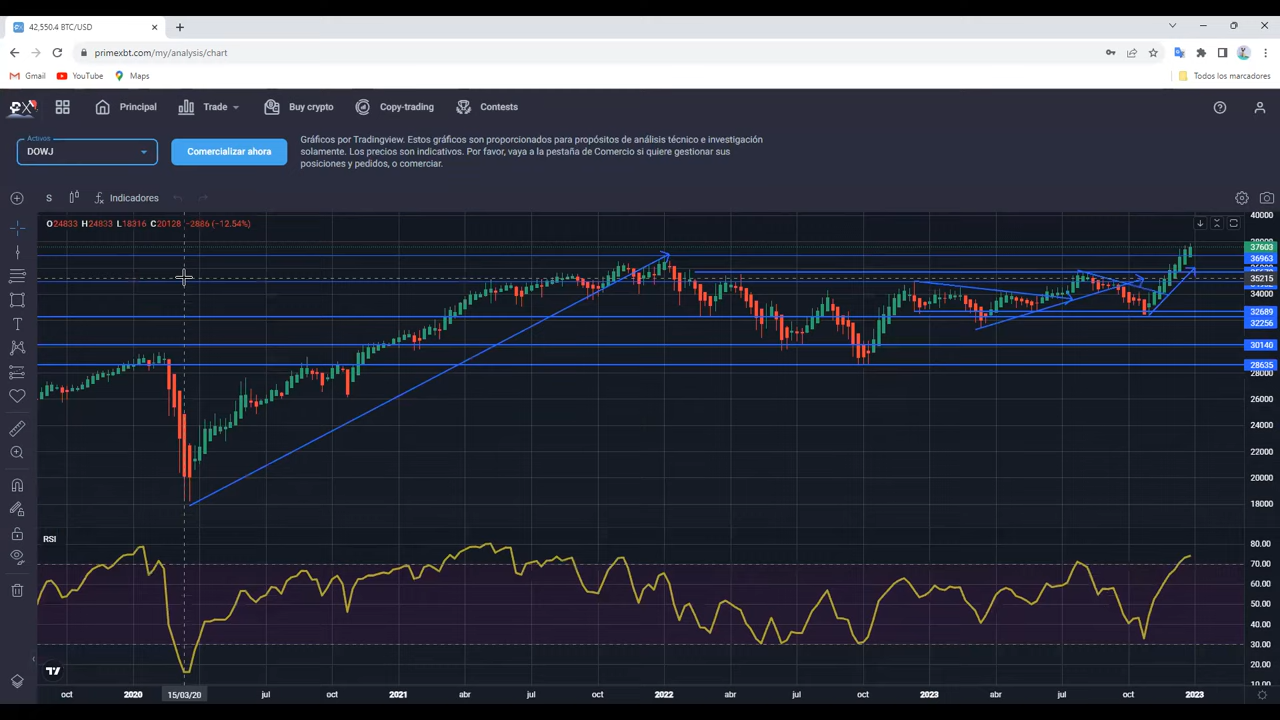 42,550.4 BTC/USD
primexbt.com/my/analysis/chart
Gmail YouTube Maps Todos los marcadores
Principal Trade Buy crypto Copy-trading Contests
Activos
DOWJ
Comercializar ahora
Gráficos por Tradingview. Estos gráficos son proporcionados para propósitos de análisis técnico e investigación
solamente. Los precios son indicativos. Por favor, vaya a la pestaña de Comercio si quiere gestionar sus
posiciones y pedidos, o comerciar.
S Indicadores
O24833 H24833 L18316 C20128 −2886 (−12.54%)
40000
37603
36963
35215
34000
32689
32256
30140
28635
28000
26000
24000
22000
20000
18000
RSI
80.00
70.00
60.00
50.00
40.00
30.00
20.00
10.00
oct 2020 15/03/20 jul oct 2021 abr jul oct 2022 abr jul oct 2023 abr jul oct 2023